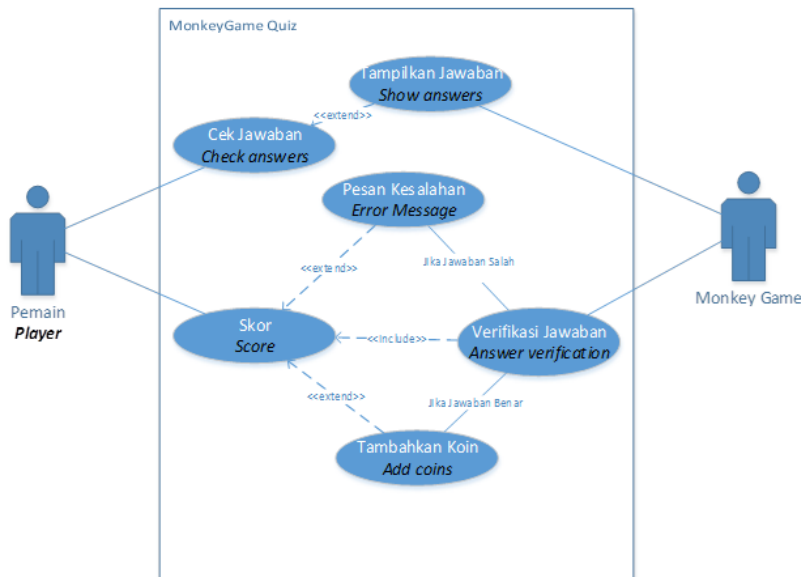 MonkeyGame Quiz
Tampilkan Jawaban
Show answers
<<extend>>
Cek Jawaban
Check answers
Pesan Kesalahan
Error Message
<<extend>>
Jika Jawaban Salah
Pemain
Player
Monkey Game
Skor
Score
<<include>>
Verifikasi Jawaban
Answer verification
<<extend>>
Jika Jawaban Benar
Tambahkan Koin
Add coins